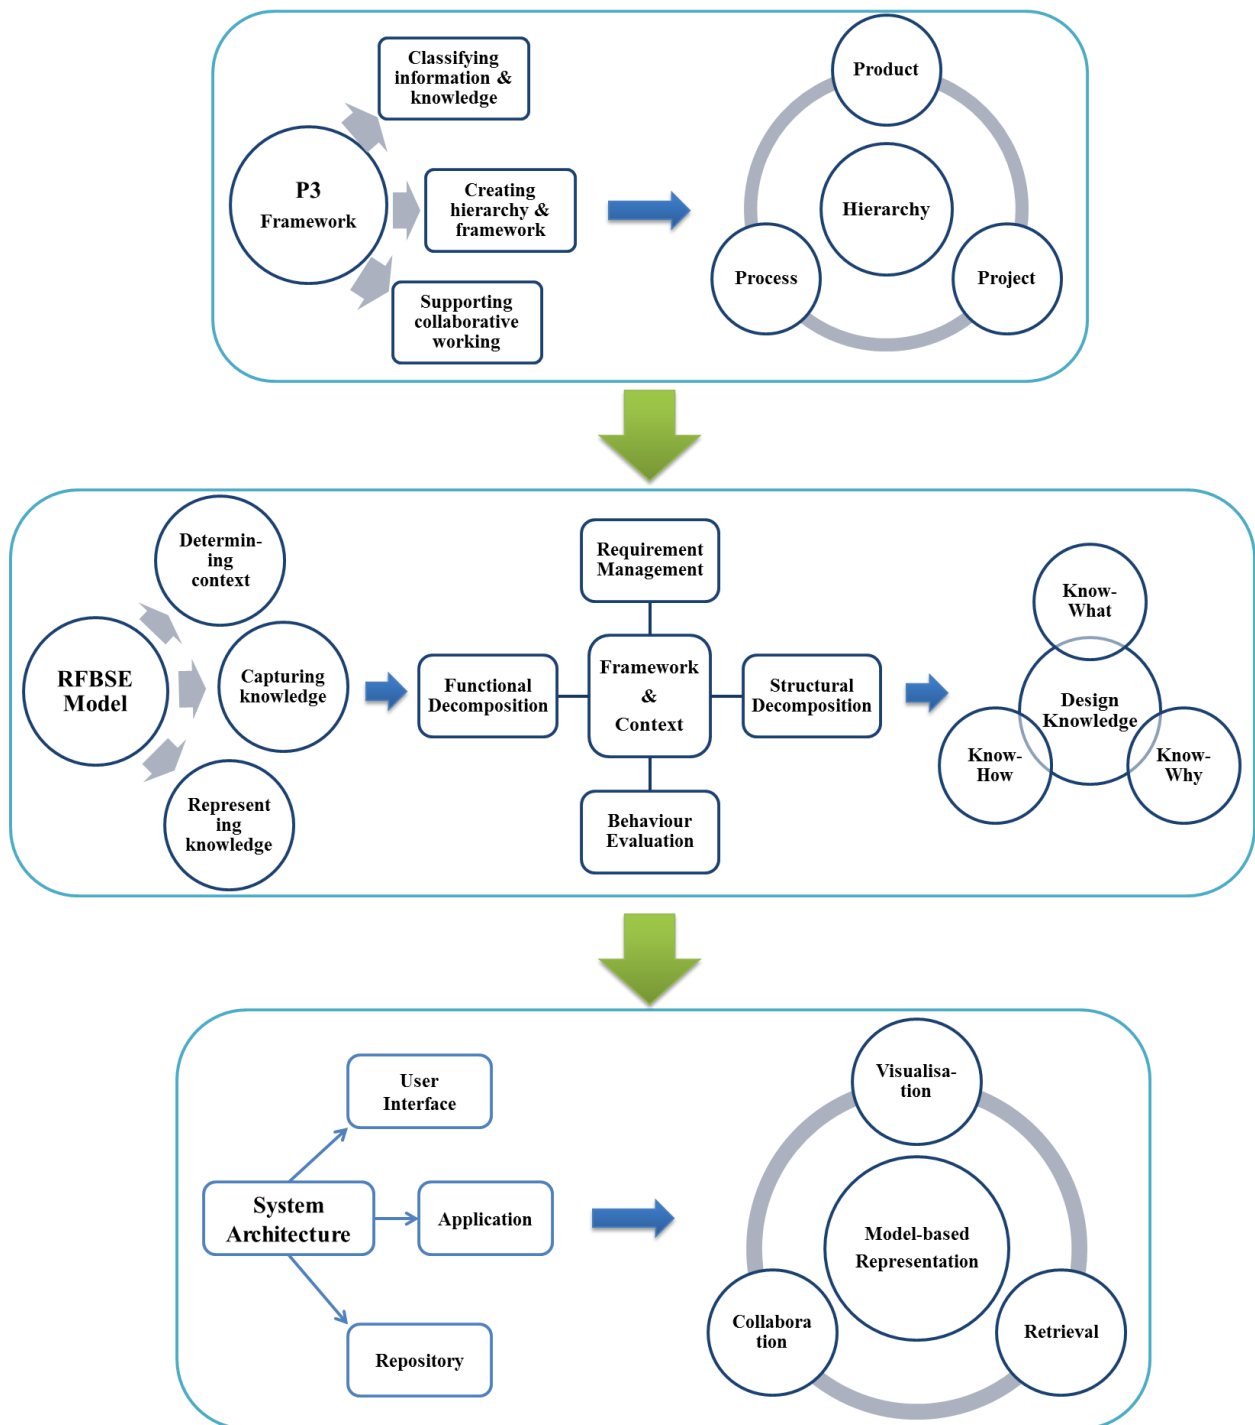 Classifying
information &
knowledge
P3
Framework
Creating
hierarchy &
framework
Supporting
collaborative
working
Product
Hierarchy
Process
Project
Determin-
ing
context
RFBSE
Model
Capturing
knowledge
Represent
ing
knowledge
Requirement
Management
Functional
Decomposition
Framework
&
Context
Structural
Decomposition
Behaviour
Evaluation
Know-
What
Design
Knowledge
Know-
How
Know-
Why
User
Interface
System
Architecture
Application
Repository
Visualisa-
tion
Model-based
Representation
Collabora
tion
Retrieval